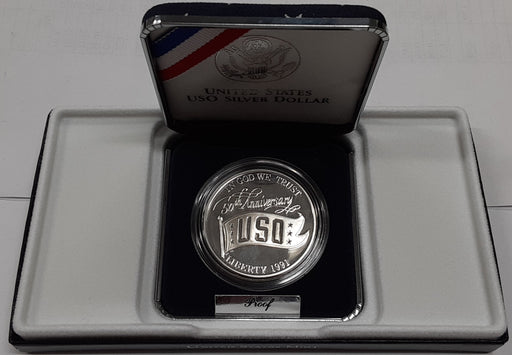 UNITED STATES
USO SILVER DOLLAR
IN GOD WE TRUST
50th Anniversary
USO
LIBERTY 1991
Proof